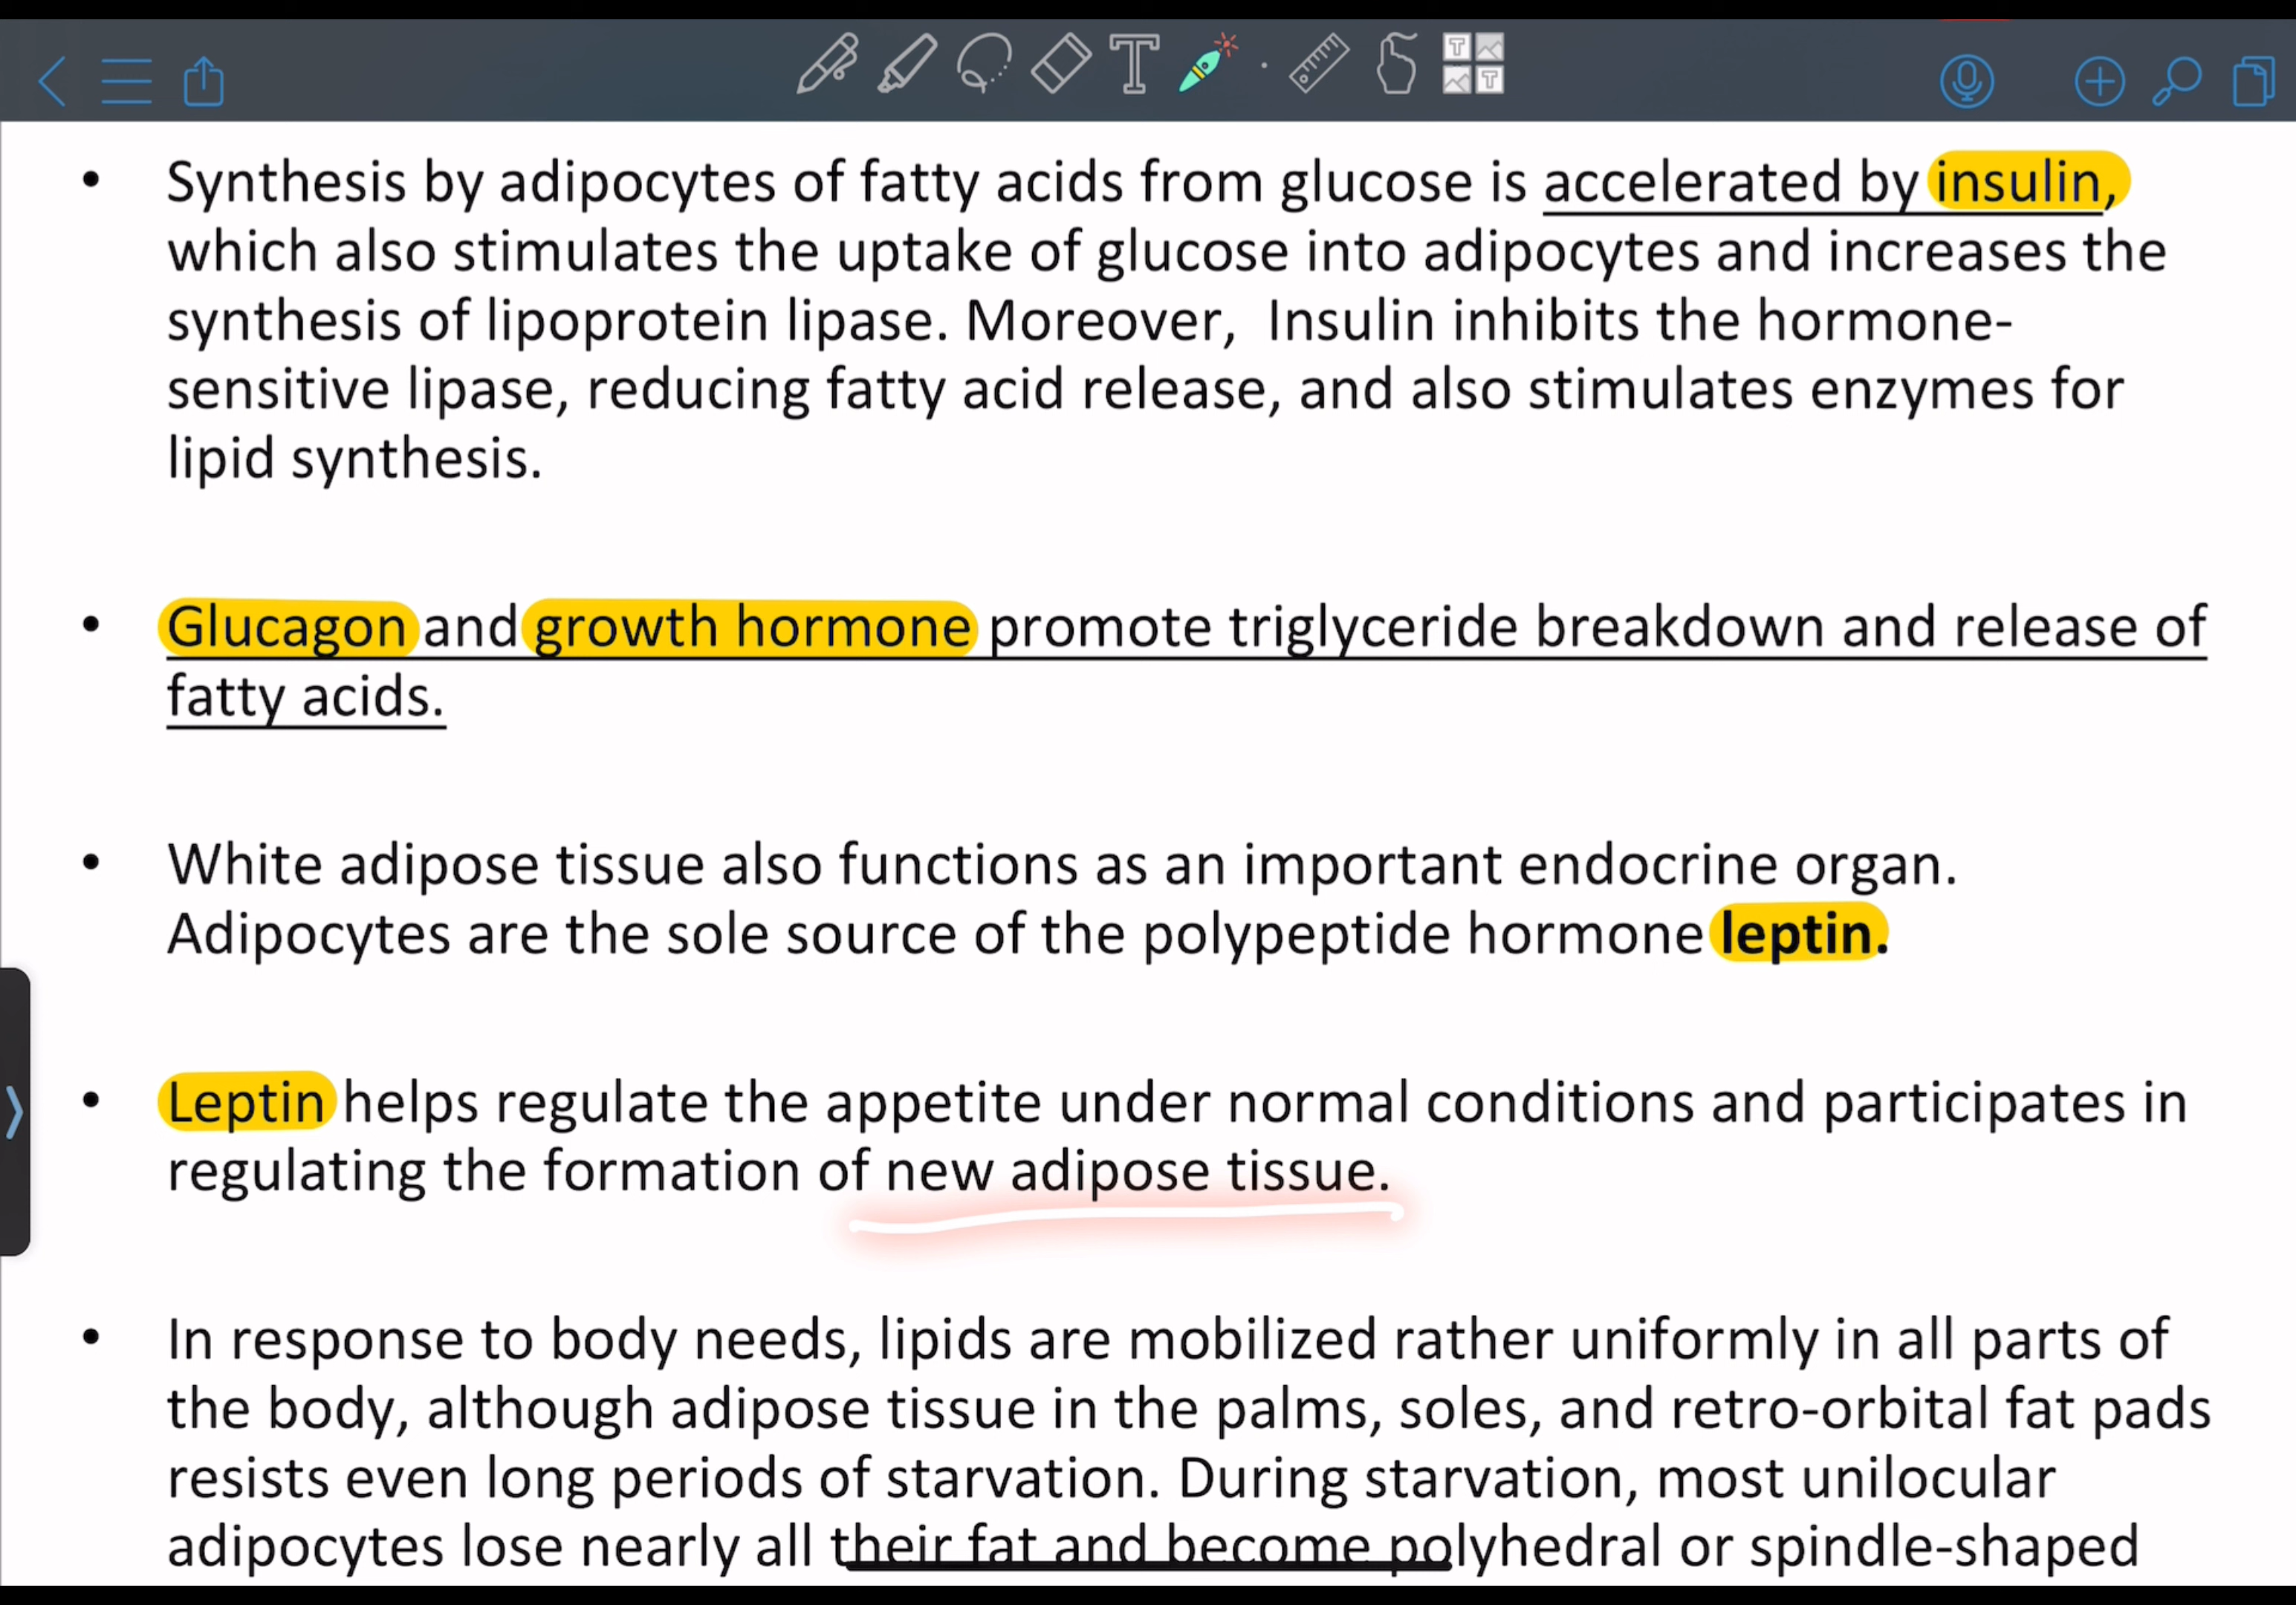 • Synthesis by adipocytes of fatty acids from glucose is accelerated by insulin,
which also stimulates the uptake of glucose into adipocytes and increases the
synthesis of lipoprotein lipase. Moreover,  Insulin inhibits the hormone-
sensitive lipase, reducing fatty acid release, and also stimulates enzymes for
lipid synthesis.
• Glucagon and growth hormone promote triglyceride breakdown and release of
fatty acids.
• White adipose tissue also functions as an important endocrine organ.
Adipocytes are the sole source of the polypeptide hormone leptin.
• Leptin helps regulate the appetite under normal conditions and participates in
regulating the formation of new adipose tissue.
• In response to body needs, lipids are mobilized rather uniformly in all parts of
the body, although adipose tissue in the palms, soles, and retro-orbital fat pads
resists even long periods of starvation. During starvation, most unilocular
adipocytes lose nearly all their fat and become polyhedral or spindle-shaped